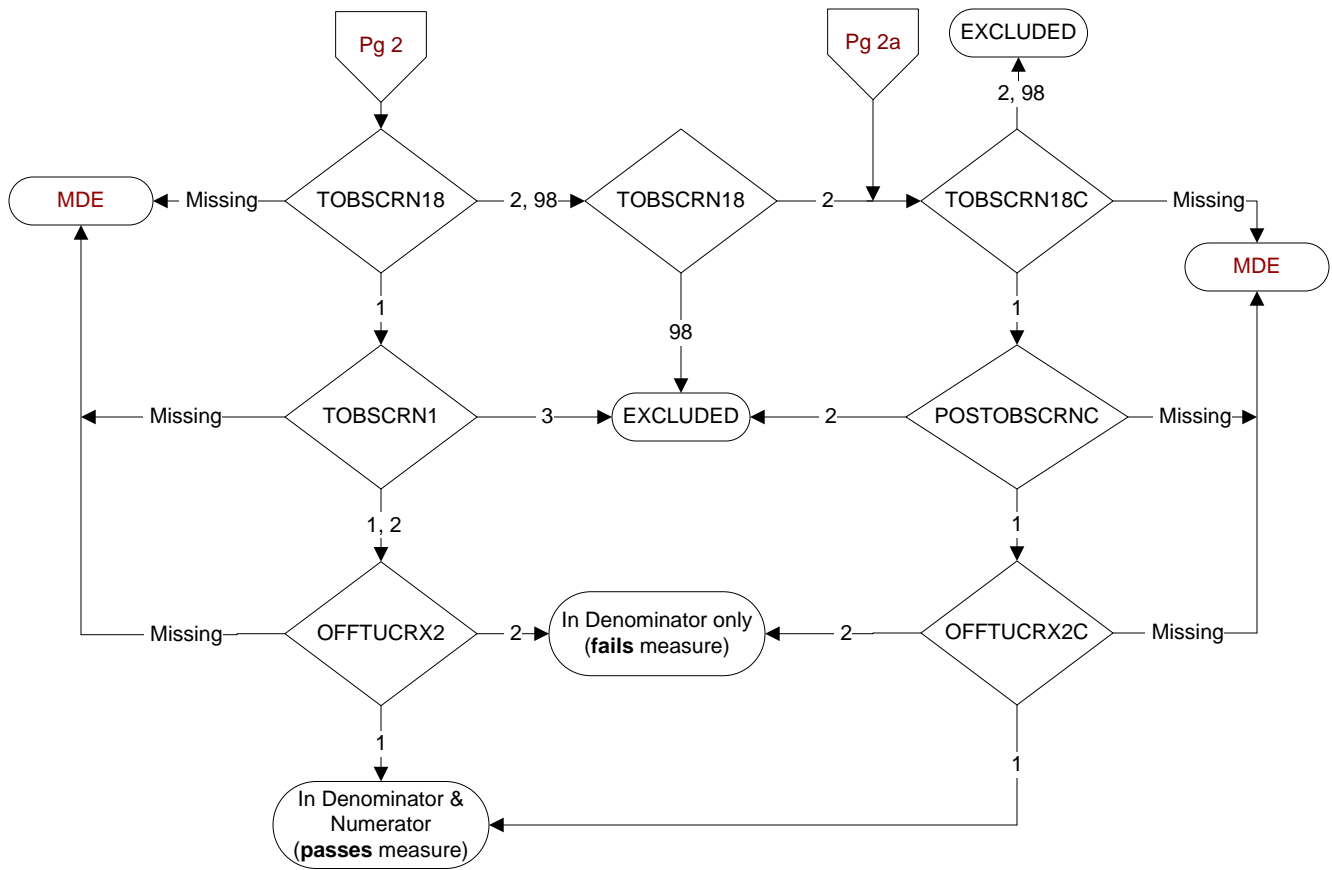 Pg 2
Pg 2a
EXCLUDED
2, 98
MDE
Missing
TOBSCRN18
2, 98
TOBSCRN18
2
TOBSCRN18C
Missing
MDE
1
98
1
Missing
TOBSCRN1
3
EXCLUDED
2
POSTOBSCRNC
Missing
1, 2
1
Missing
OFFTUCRX2
2
In Denominator only
(fails measure)
2
OFFTUCRX2C
Missing
1
1
In Denominator &
Numerator
(passes measure)